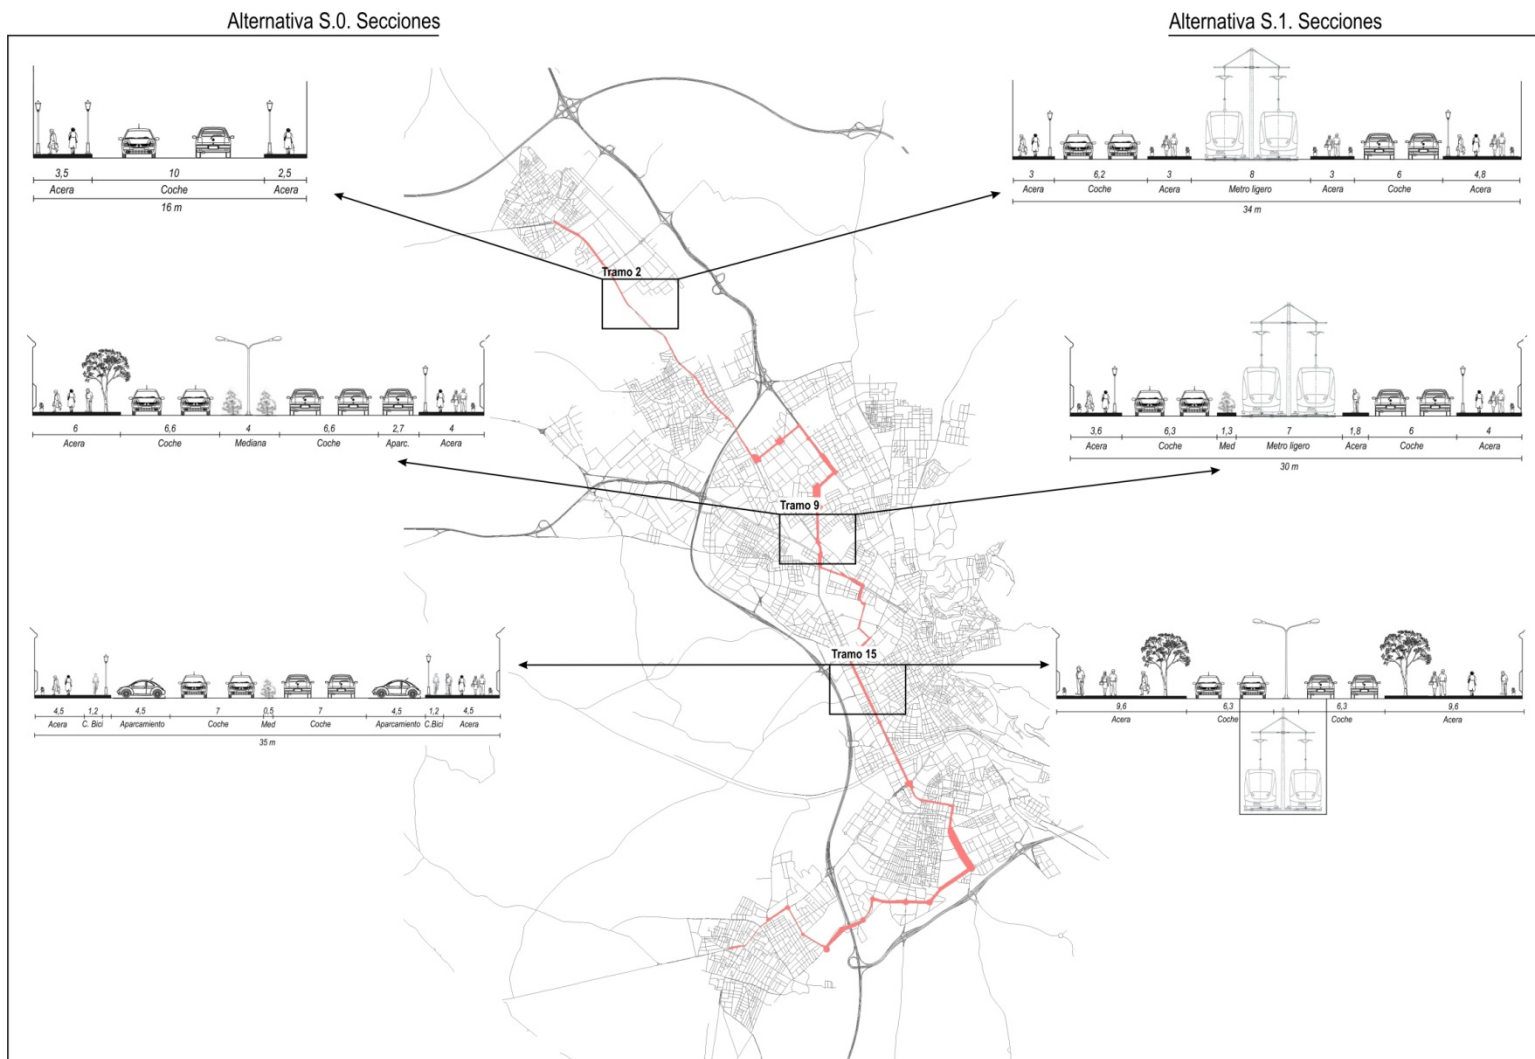 Alternativa S.0. Secciones
Alternativa S.1. Secciones
3,5 10 2,5
Acera Coche Acera
16 m
3 6,2 3 8 3 6 4,8
Acera Coche Acera Metro ligero Acera Coche Acera
34 m
Tramo 2
6 6,6 4 6,6 2,7 4
Acera Coche Mediana Coche Aparc. Acera
3,6 6,3 1,3 7 1,8 6 4
Acera Coche Med Metro ligero Acera Coche Acera
30 m
Tramo 9
Tramo 15
4,5 1,2 4,5 7 0,5 7 4,5 1,2 4,5
Acera C. Bici Aparcamiento Coche Med Coche Aparcamiento C.Bici Acera
35 m
9,6 6,3 6,3 9,6
Acera Coche Coche Acera